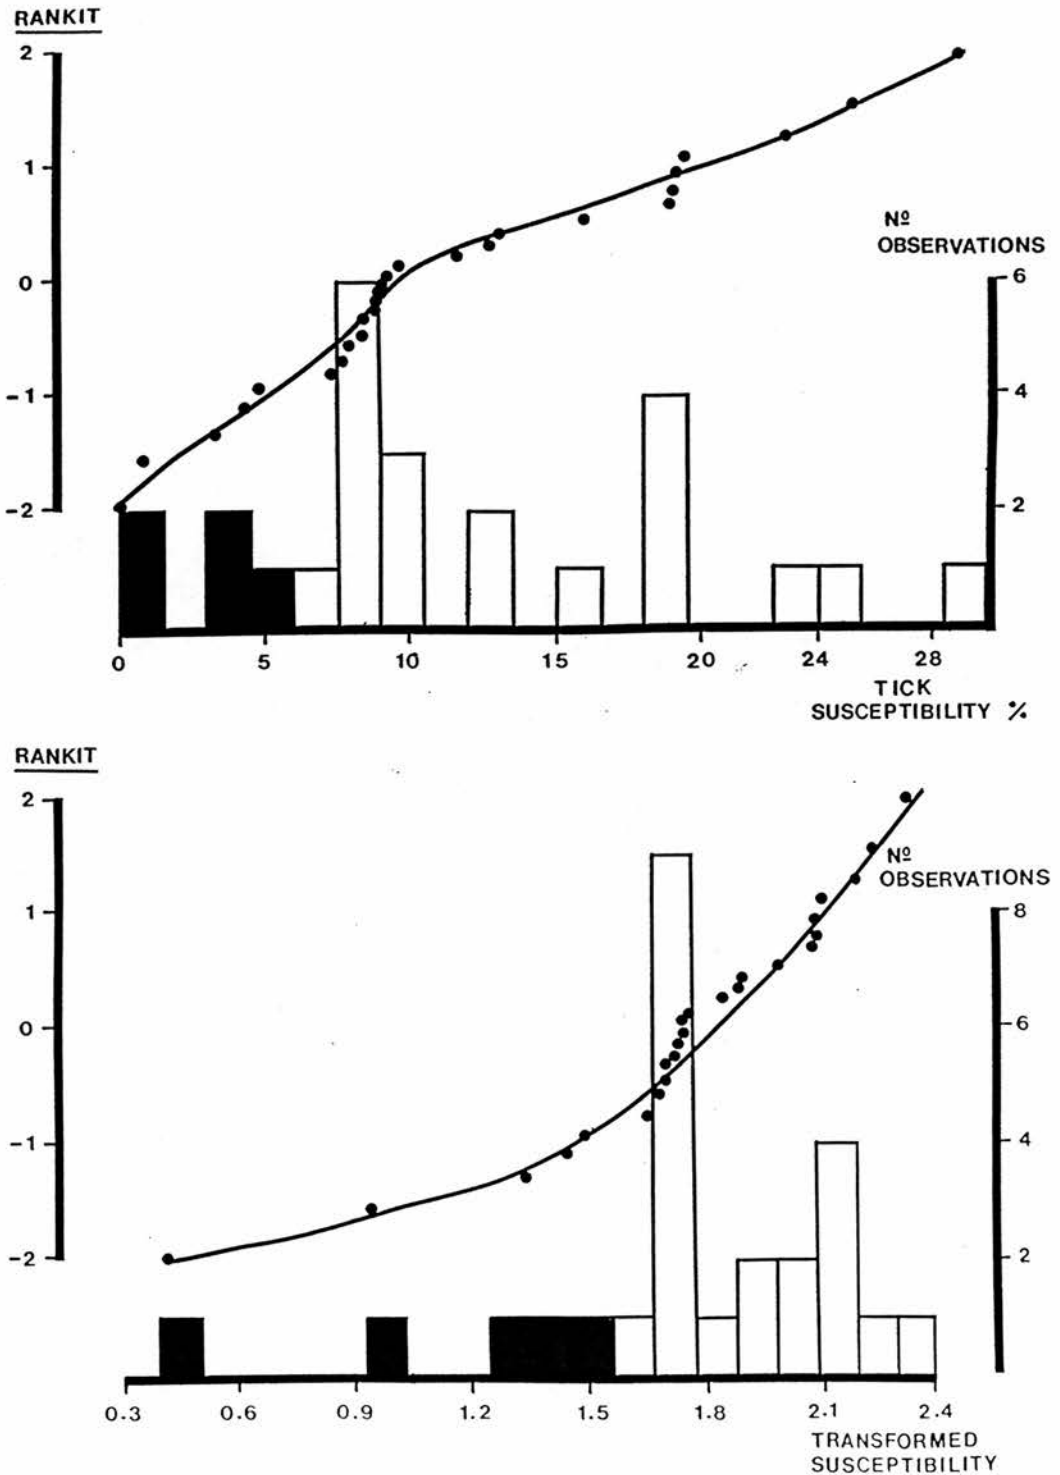 RANKIT
2
1
0
-1
-2
Nº
OBSERVATIONS
6
4
2
0 5 10 15 20 24 28
TICK
SUSCEPTIBILITY %
RANKIT
2
1
0
-1
-2
Nº
OBSERVATIONS
8
6
4
2
0.3 0.6 0.9 1.2 1.5 1.8 2.1 2.4
TRANSFORMED
SUSCEPTIBILITY